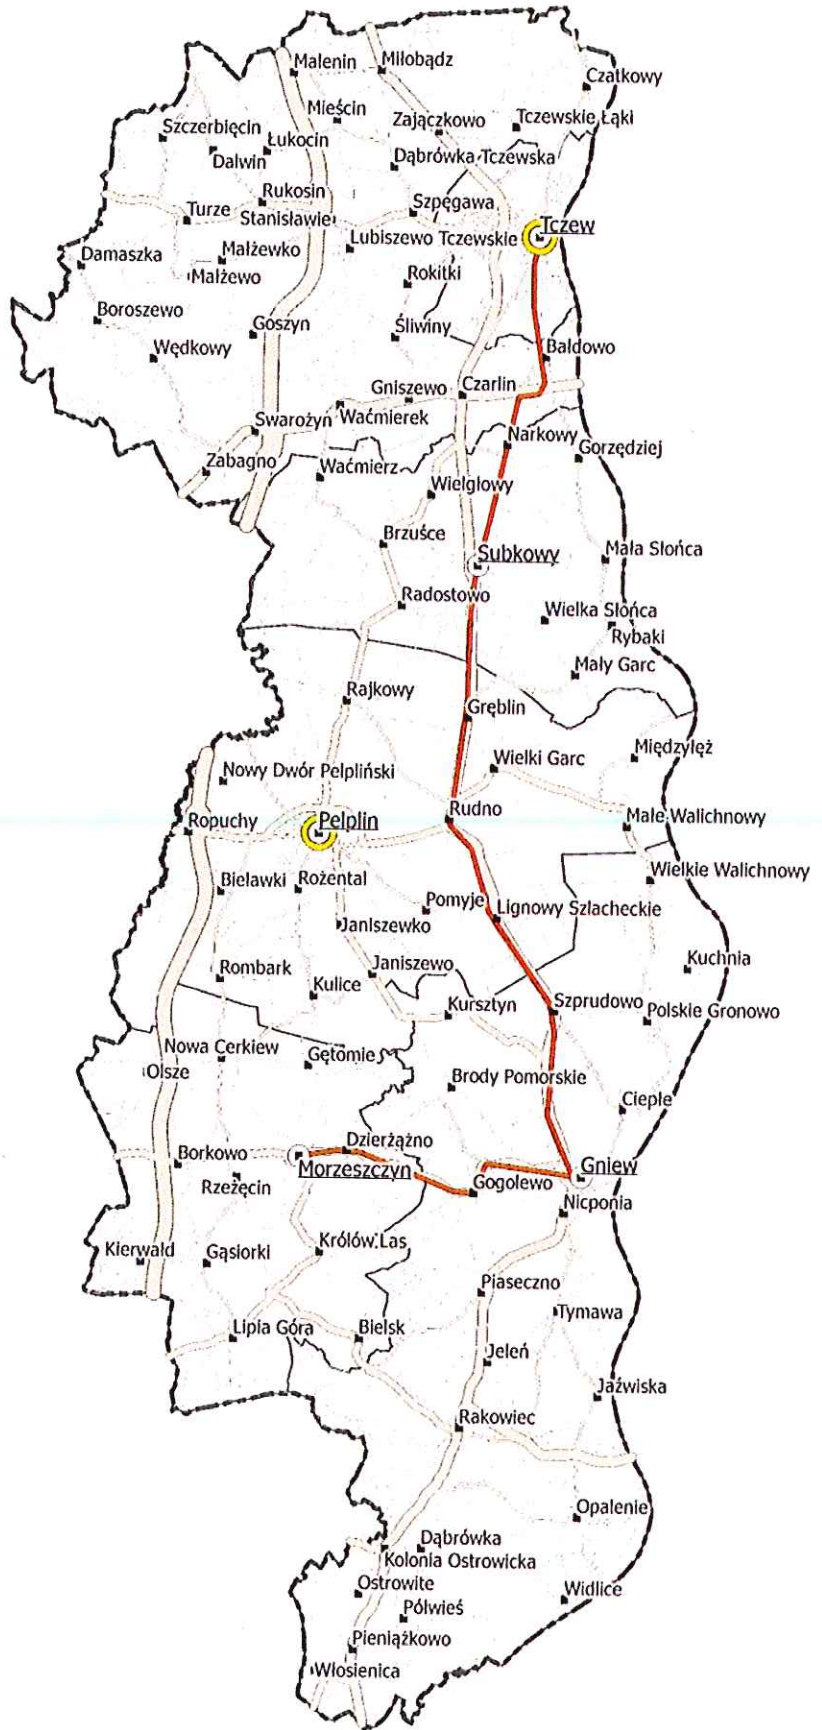 Malenin
Miłobądz
Czatkowy
Mieścin
Zajączkowo
Tczewskie Łąki
Szczerbięcin
Łukocin
Dalwin
Dąbrówka Tczewska
Rukosin
Turze
Stanisławie
Szpęgawa
Tczew
Damaszka
Małżewko
Lubiszewo Tczewskie
Małżewo
Rokitki
Boroszewo
Goszyn
Śliwiny
Wędkowy
Bałdowo
Gniszewo
Czarlin
Swarożyn
Waćmierek
Narkowy
Gorzędziej
Zabagno
Waćmierz
Wielgłowy
Brzuśce
Subkowy
Mała Słońca
Radostowo
Wielka Słońca
Rybaki
Mały Garc
Rajkowy
Gręblin
Międzyłęż
Nowy Dwór Pelpliński
Wielki Garc
Ropuchy
Pelplin
Rudno
Małe Walichnowy
Bielawki
Rożental
Wielkie Walichnowy
Pomyje
Lignowy Szlacheckie
Janiszewko
Rombark
Janiszewo
Kuchnia
Kulice
Kursztyn
Szprudowo
Polskie Gronowo
Nowa Cerkiew
Gętomie
Olsze
Brody Pomorskie
Ciepłe
Borkowo
Dzierżążno
Morzeszczyn
Gniew
Rzeżęcin
Gogolewo
Nicponia
Kierwałd
Gąsiorki
Królów Las
Piaseczno
Tymawa
Lipia Góra
Bielsk
Jeleń
Jaźwiska
Rakowiec
Opalenie
Dąbrówka
Kolonia Ostrowicka
Ostrowite
Widlice
Półwieś
Pieniążkowo
Włosienica